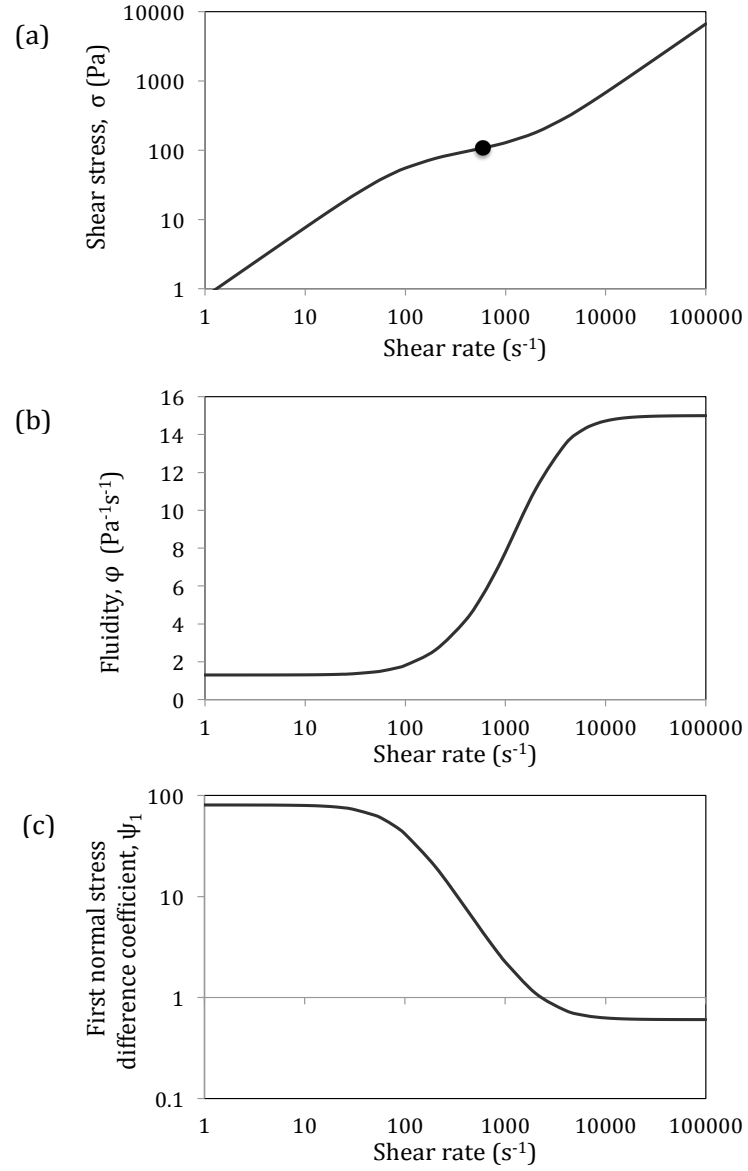 (a)
Shear stress, σ (Pa)
10000
1000
100
10
1
1 10 100 1000 10000 100000
Shear rate (s⁻¹)
(b)
Fluidity, φ (Pa⁻¹s⁻¹)
16
14
12
10
8
6
4
2
0
1 10 100 1000 10000 100000
Shear rate (s⁻¹)
(c)
First normal stress
difference coefficient, ψ₁
100
10
1
0.1
1 10 100 1000 10000 100000
Shear rate (s⁻¹)